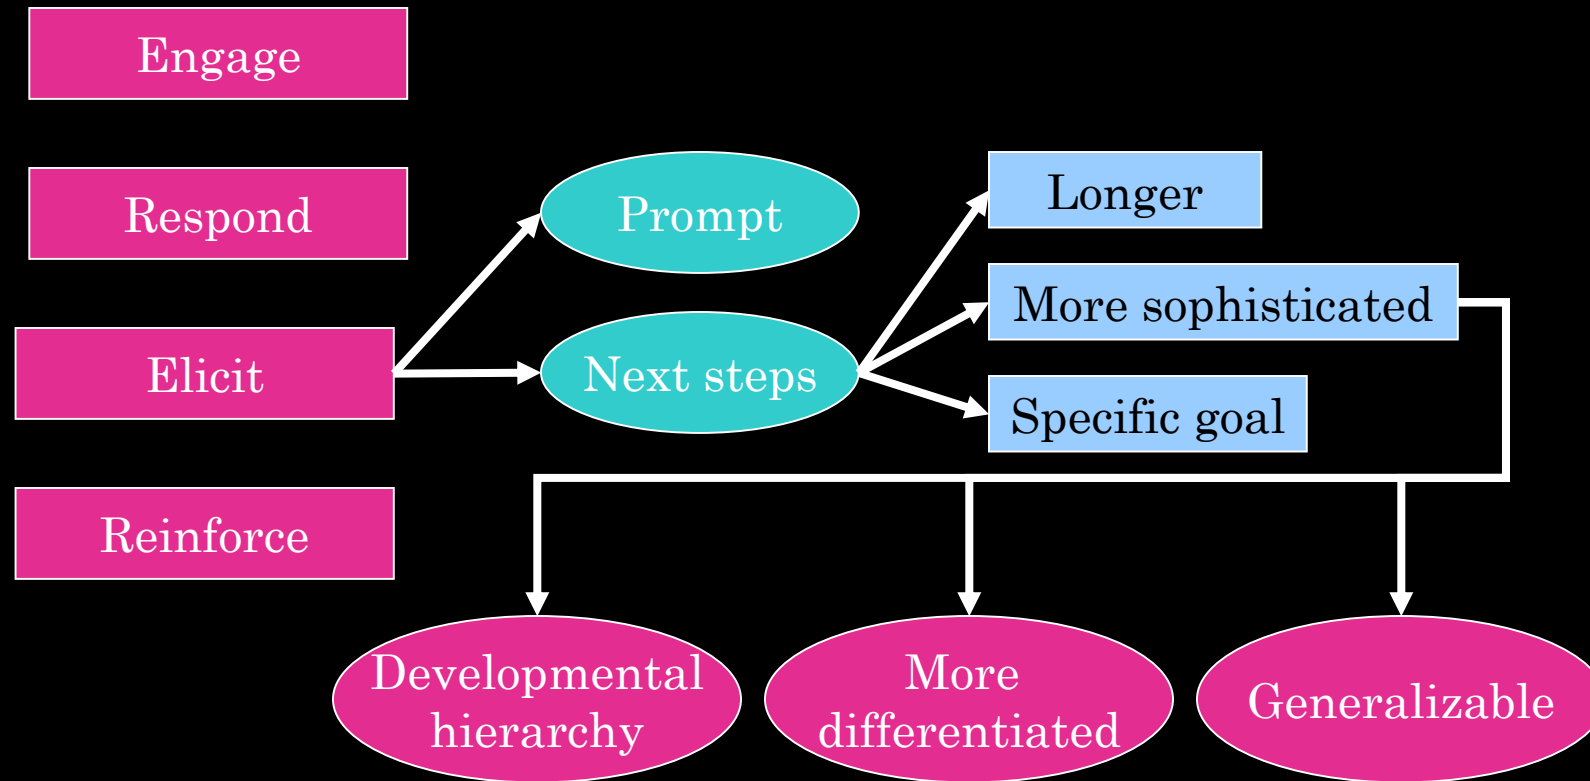 Engage
Respond
Prompt
Longer
More sophisticated
Elicit
Next steps
Specific goal
Reinforce
Developmental
hierarchy
More
differentiated
Generalizable